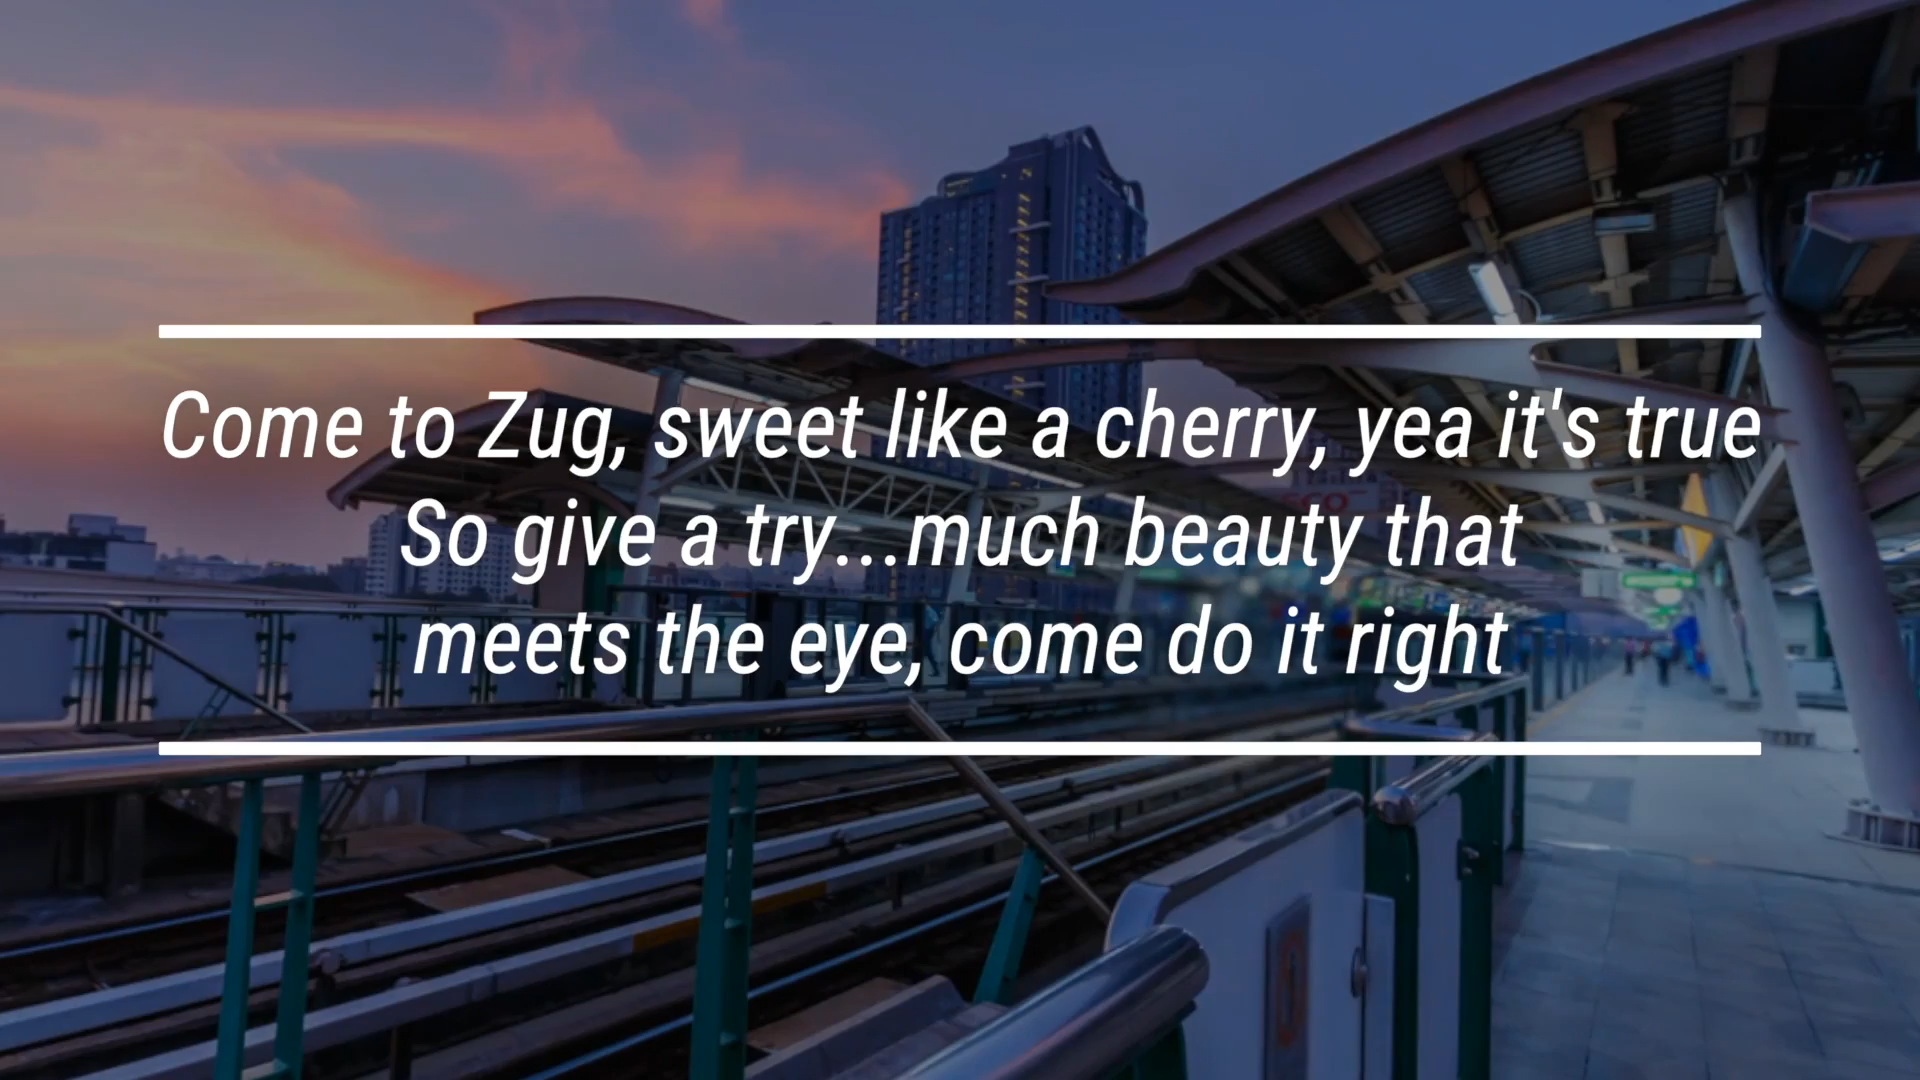 Come to Zug, sweet like a cherry, yea it's true
So give a try...much beauty that
meets the eye, come do it right